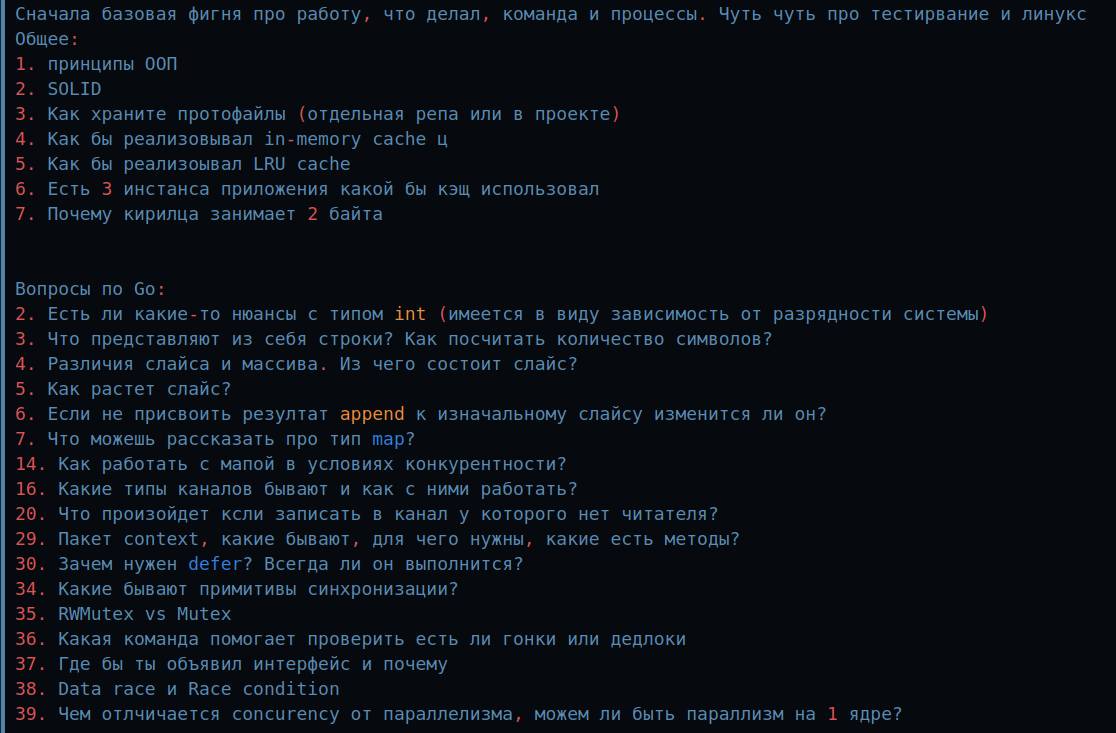 Сначала базовая фигня про работу, что делал, команда и процессы. Чуть чуть про тестирвание и линукс
Общее:
1. принципы ООП
2. SOLID
3. Как храните протофайлы (отдельная репа или в проекте)
4. Как бы реализовывал in-memory cache ц
5. Как бы реализоывал LRU cache
6. Есть 3 инстанса приложения какой бы кэщ использовал
7. Почему кирилца занимает 2 байта
Вопросы по Go:
2. Есть ли какие-то нюансы с типом int (имеется в виду зависимость от разрядности системы)
3. Что представляют из себя строки? Как посчитать количество символов?
4. Различия слайса и массива. Из чего состоит слайс?
5. Как растет слайс?
6. Если не присвоить резултат append к изначальному слайсу изменится ли он?
7. Что можешь рассказать про тип map?
14. Как работать с мапой в условиях конкурентности?
16. Какие типы каналов бывают и как с ними работать?
20. Что произойдет ксли записать в канал у которого нет читателя?
29. Пакет context, какие бывают, для чего нужны, какие есть методы?
30. Зачем нужен defer? Всегда ли он выполнится?
34. Какие бывают примитивы синхронизации?
35. RWMutex vs Mutex
36. Какая команда помогает проверить есть ли гонки или дедлоки
37. Где бы ты объявил интерфейс и почему
38. Data race и Race condition
39. Чем отлчичается concurency от параллелизма, можем ли быть параллизм на 1 ядре?